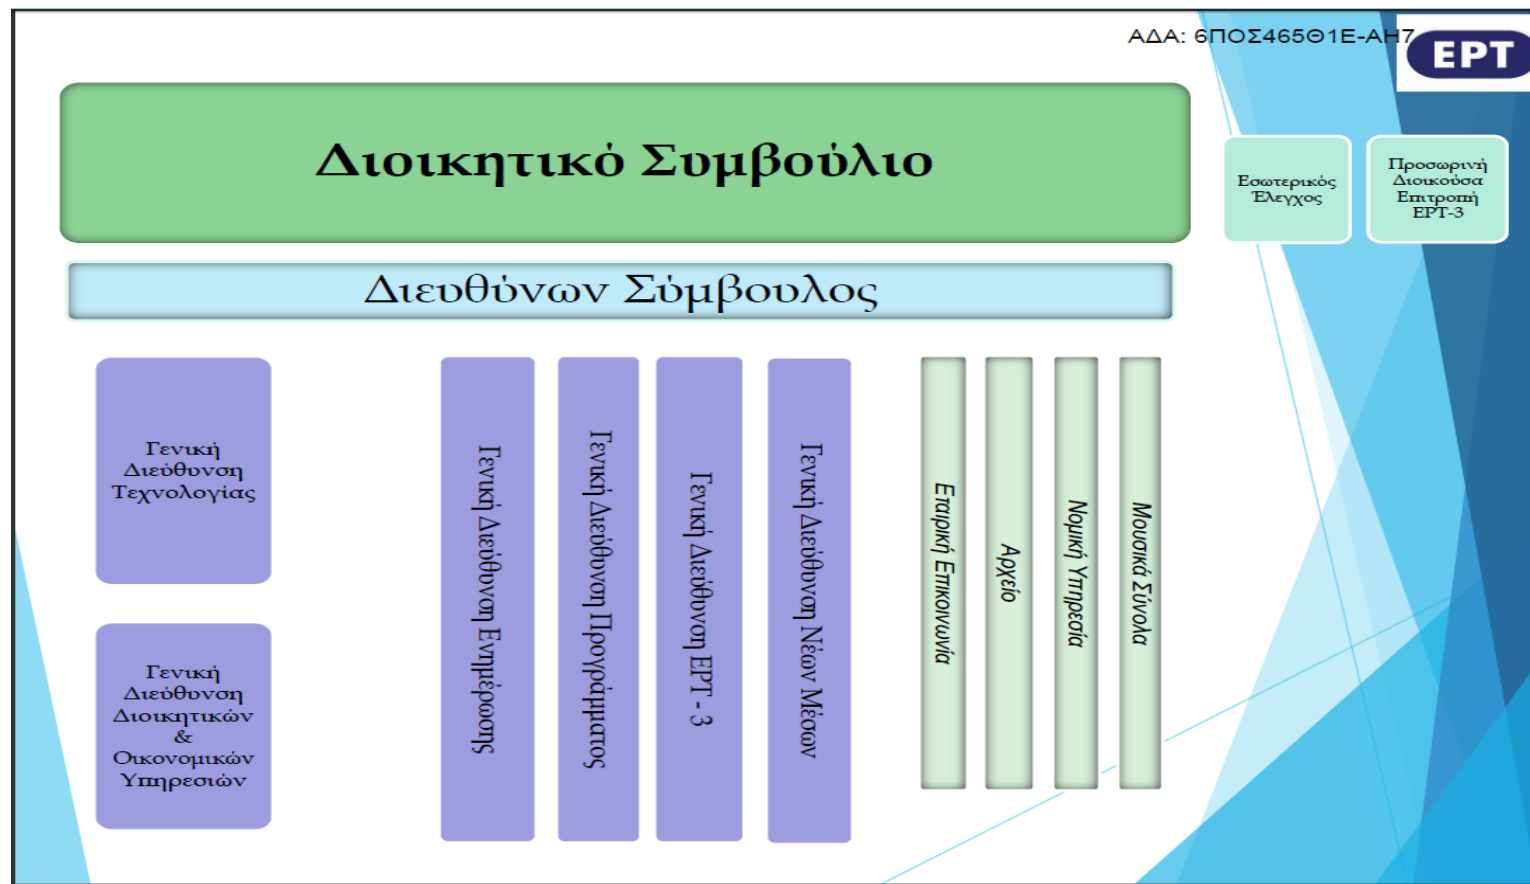 ΑΔΑ: 6ΠΟΣ465Θ1Ε-ΑΗ7
ΕΡΤ
Διοικητικό Συμβούλιο
Εσωτερικός
Έλεγχος
Προσωρινή
Διοικούσα
Επιτροπή
ΕΡΤ-3
Διευθύνων Σύμβουλος
Γενική
Διεύθυνση
Τεχνολογίας
Γενική
Διεύθυνση
Διοικητικών
&
Οικονομικών
Υπηρεσιών
Γενική Διεύθυνση Ενημέρωσης
Γενική Διεύθυνση Προγράμματος
Γενική Διεύθυνση ΕΡΤ - 3
Γενική Διεύθυνση Νέων Μέσων
Εταιρική Επικοινωνία
Αρχείο
Νομική Υπηρεσία
Μουσικά Σύνολα